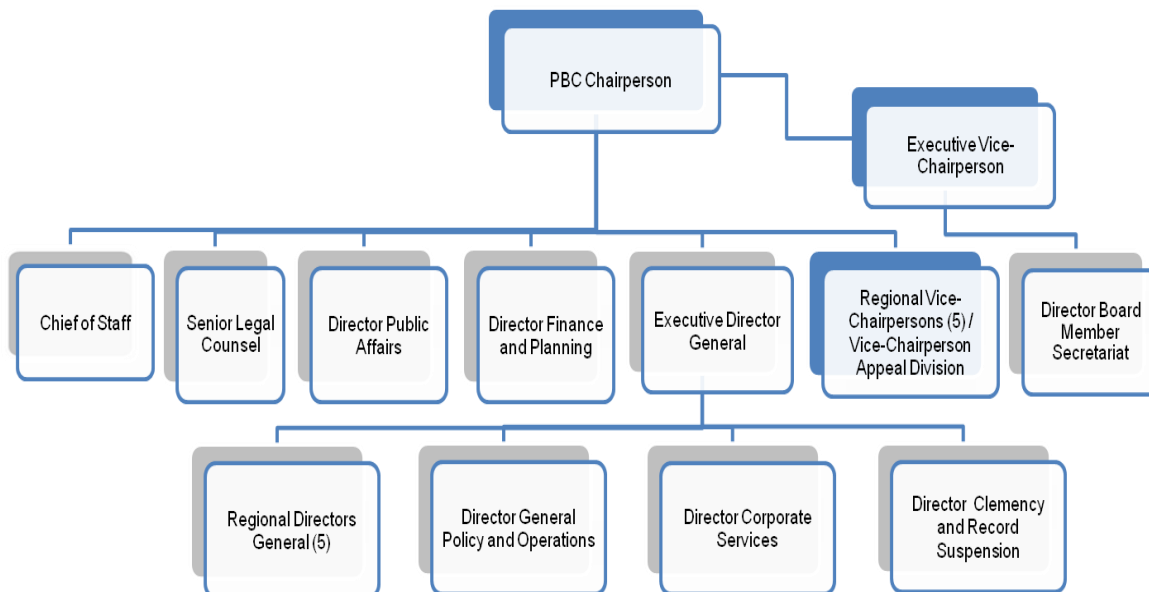 PBC Chairperson
Executive Vice-
Chairperson
Chief of Staff
Senior Legal
Counsel
Director Public
Affairs
Director Finance
and Planning
Executive Director
General
Regional Vice-
Chairpersons (5) /
Vice-Chairperson
Appeal Division
Director Board
Member
Secretariat
Regional Directors
General (5)
Director General
Policy and Operations
Director Corporate
Services
Director Clemency
and Record
Suspension